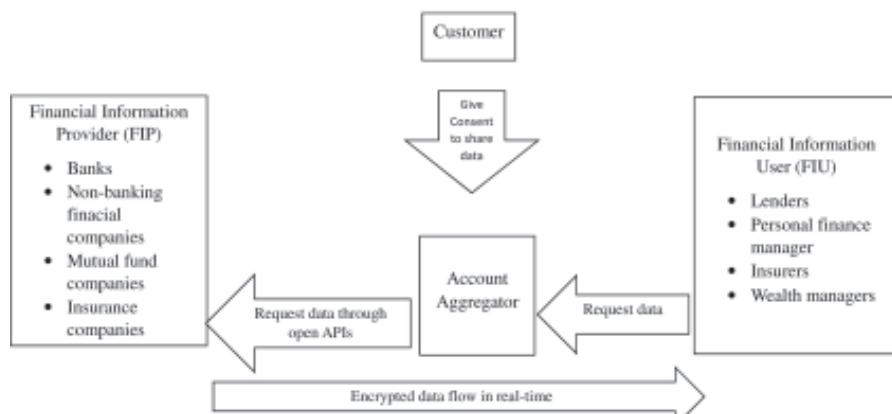 Customer
Give
Consent
to share
data
Financial Information
Provider (FIP)
• Banks
• Non-banking
finacial
companies
• Mutual fund
companies
• Insurance
companies
Financial Information
User (FIU)
• Lenders
• Personal finance
manager
• Insurers
• Wealth managers
Account
Aggregator
Request data through
open APIs
Request data
Encrypted data flow in real-time